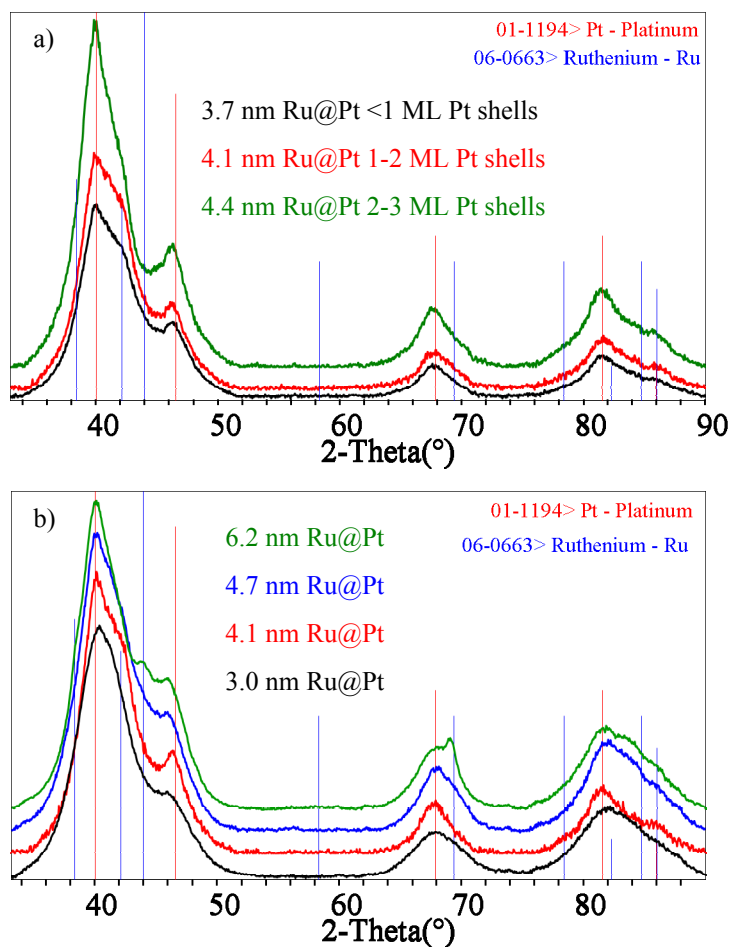 a)
01-1194> Pt - Platinum
06-0663> Ruthenium - Ru
3.7 nm Ru@Pt <1 ML Pt shells
4.1 nm Ru@Pt 1-2 ML Pt shells
4.4 nm Ru@Pt 2-3 ML Pt shells
40 50 60 70 80 90
2-Theta(°)
b)
01-1194> Pt - Platinum
06-0663> Ruthenium - Ru
6.2 nm Ru@Pt
4.7 nm Ru@Pt
4.1 nm Ru@Pt
3.0 nm Ru@Pt
40 50 60 70 80
2-Theta(°)